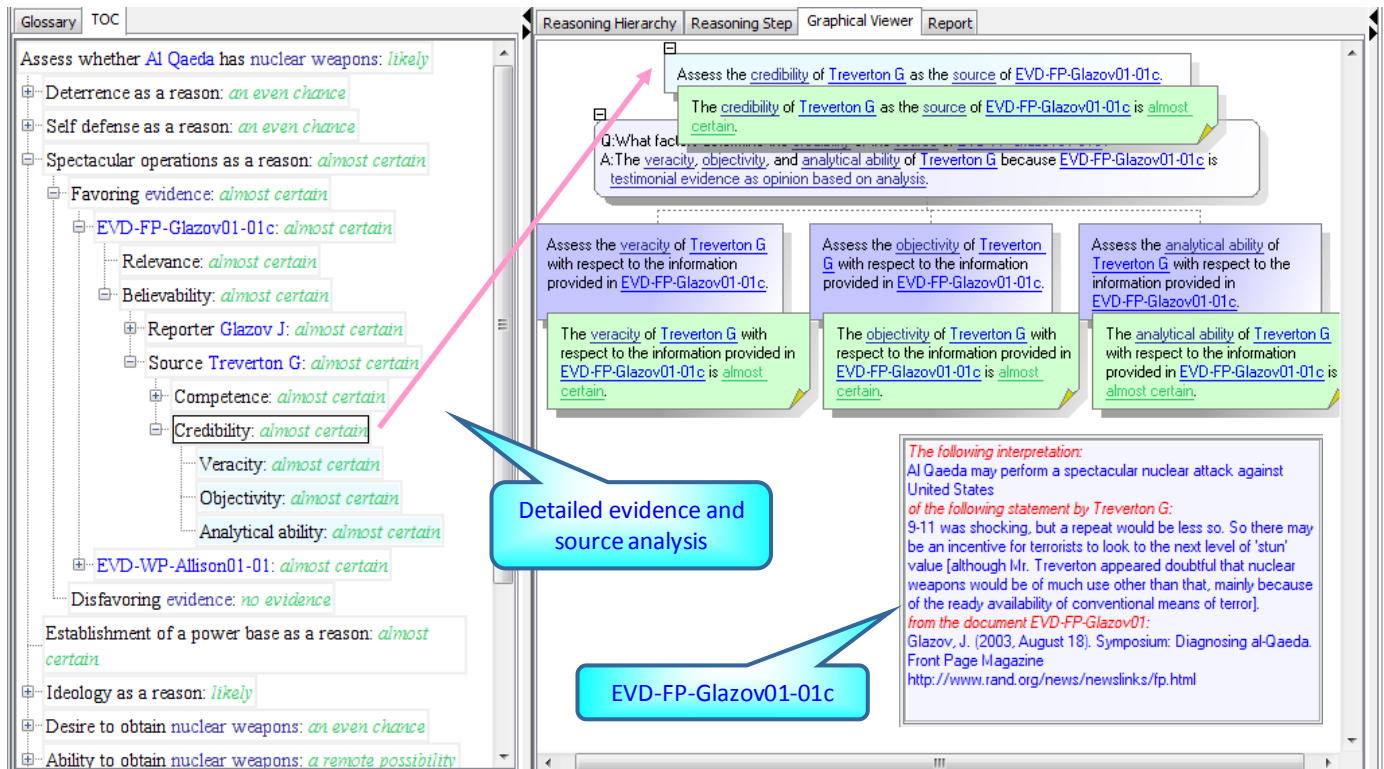 Glossary TOC
Assess whether Al Qaeda has nuclear weapons: likely
Deterrence as a reason: an even chance
Self defense as a reason: an even chance
Spectacular operations as a reason: almost certain
Favoring evidence: almost certain
EVD-FP-Glazov01-01c: almost certain
Relevance: almost certain
Believability: almost certain
Reporter Glazov J: almost certain
Source Treverton G: almost certain
Competence: almost certain
Credibility: almost certain
Veracity: almost certain
Objectivity: almost certain
Analytical ability: almost certain
EVD-WP-Allison01-01: almost certain
Disfavoring evidence: no evidence
Establishment of a power base as a reason: almost
certain
Ideology as a reason: likely
Desire to obtain nuclear weapons: an even chance
Ability to obtain nuclear weapons: a remote possibility
Reasoning Hierarchy Reasoning Step Graphical Viewer Report
Assess the credibility of Treverton G as the source of EVD-FP-Glazov01-01c.
The credibility of Treverton G as the source of EVD-FP-Glazov01-01c is almost
certain.
Q:What
A:The veracity, objectivity, and analytical ability of Treverton G because EVD-FP-Glazov01-01c is
testimonial evidence as opinion based on analysis.
Assess the veracity of Treverton G
with respect to the information
provided in EVD-FP-Glazov01-01c.
The veracity of Treverton G with
respect to the information provided in
EVD-FP-Glazov01-01c is almost
certain.
Assess the objectivity of Treverton
G with respect to the information
provided in EVD-FP-Glazov01-01c.
The objectivity of Treverton G with
respect to the information provided in
EVD-FP-Glazov01-01c is almost
certain.
Assess the analytical ability of
Treverton G with respect to the
information provided in
EVD-FP-Glazov01-01c.
The analytical ability of Treverton G
with respect to the information
provided in EVD-FP-Glazov01-01c is
almost certain.
Detailed evidence and
source analysis
EVD-FP-Glazov01-01c
The following interpretation:
Al Qaeda may perform a spectacular nuclear attack against
United States
of the following statement by Treverton G:
9-11 was shocking, but a repeat would be less so. So there may
be an incentive for terrorists to look to the next level of 'stun'
value [although Mr. Treverton appeared doubtful that nuclear
weapons would be of much use other than that, mainly because
of the ready availability of conventional means of terror].
from the document EVD-FP-Glazov01:
Glazov, J. (2003, August 18). Symposium: Diagnosing al-Qaeda.
Front Page Magazine
http://www.rand.org/news/newslinks/fp.html